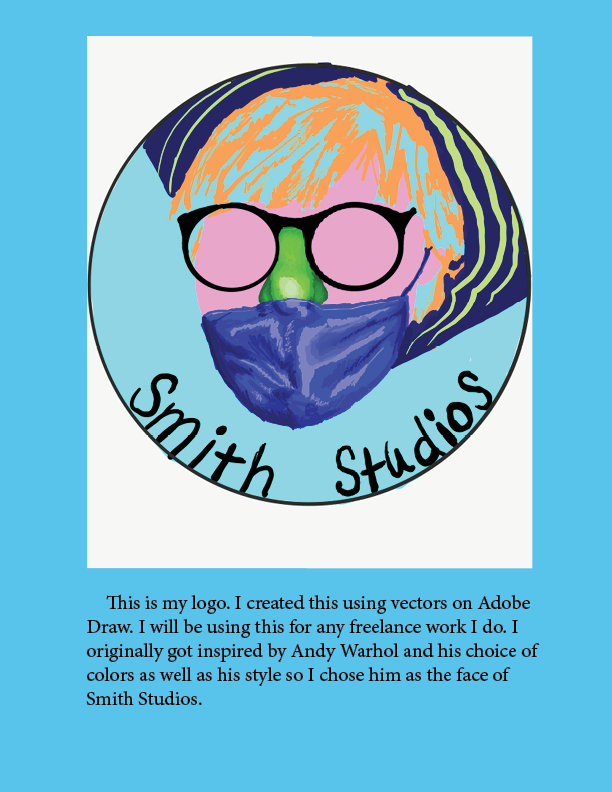 Smith Studios
This is my logo. I created this using vectors on Adobe
Draw. I will be using this for any freelance work I do. I
originally got inspired by Andy Warhol and his choice of
colors as well as his style so I chose him as the face of
Smith Studios.